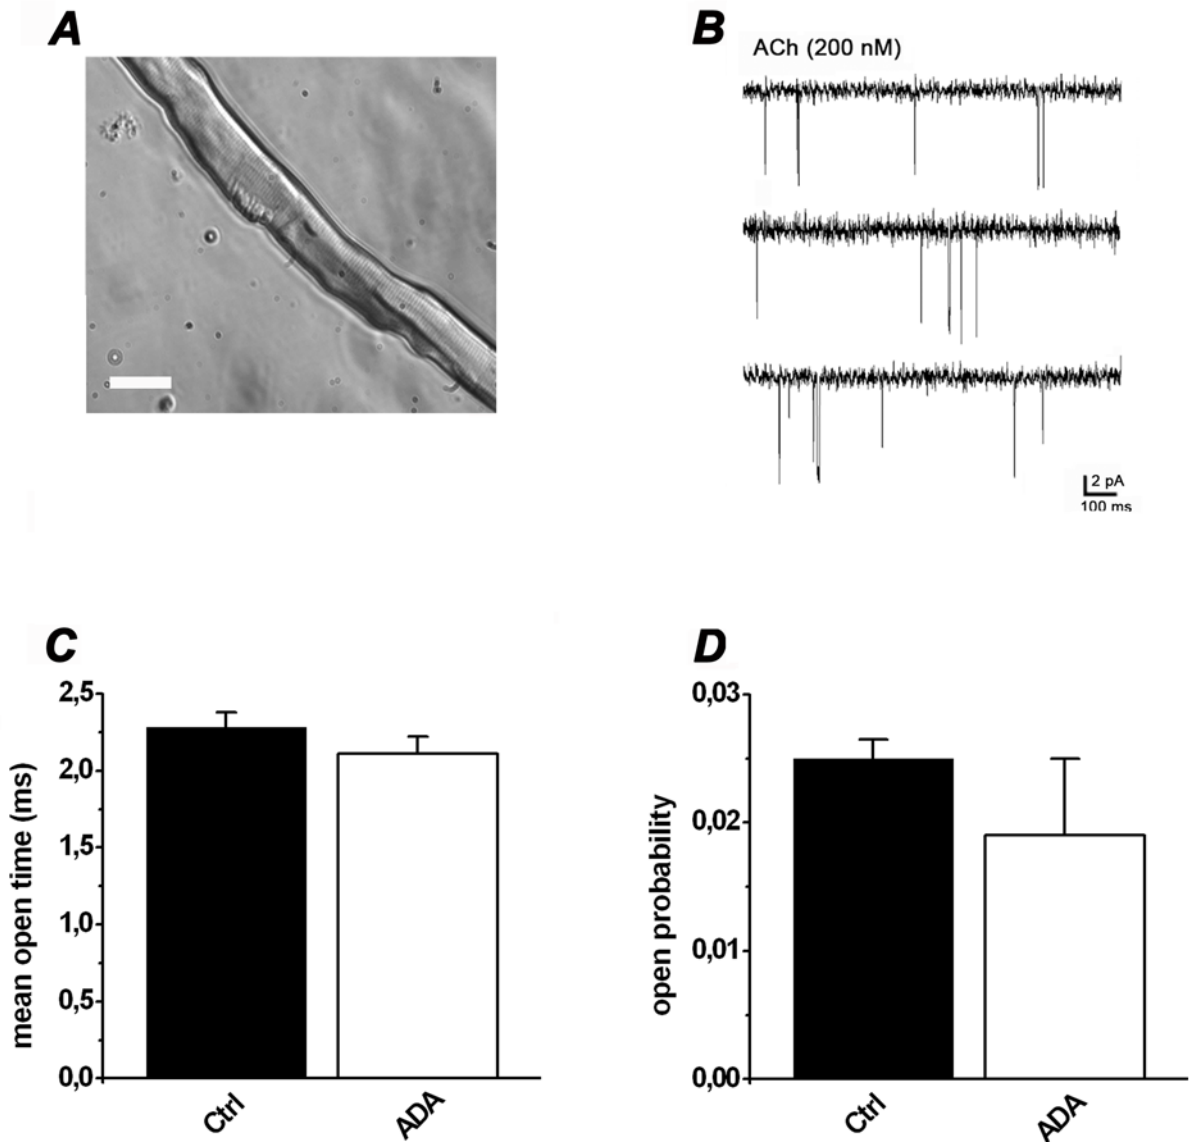 A
B
ACh (200 nM)
2 pA
100 ms
C
2,5
2,0
1,5
1,0
0,5
0,0
mean open time (ms)
Ctrl
ADA
D
0,03
0,02
0,01
0,00
open probability
Ctrl
ADA